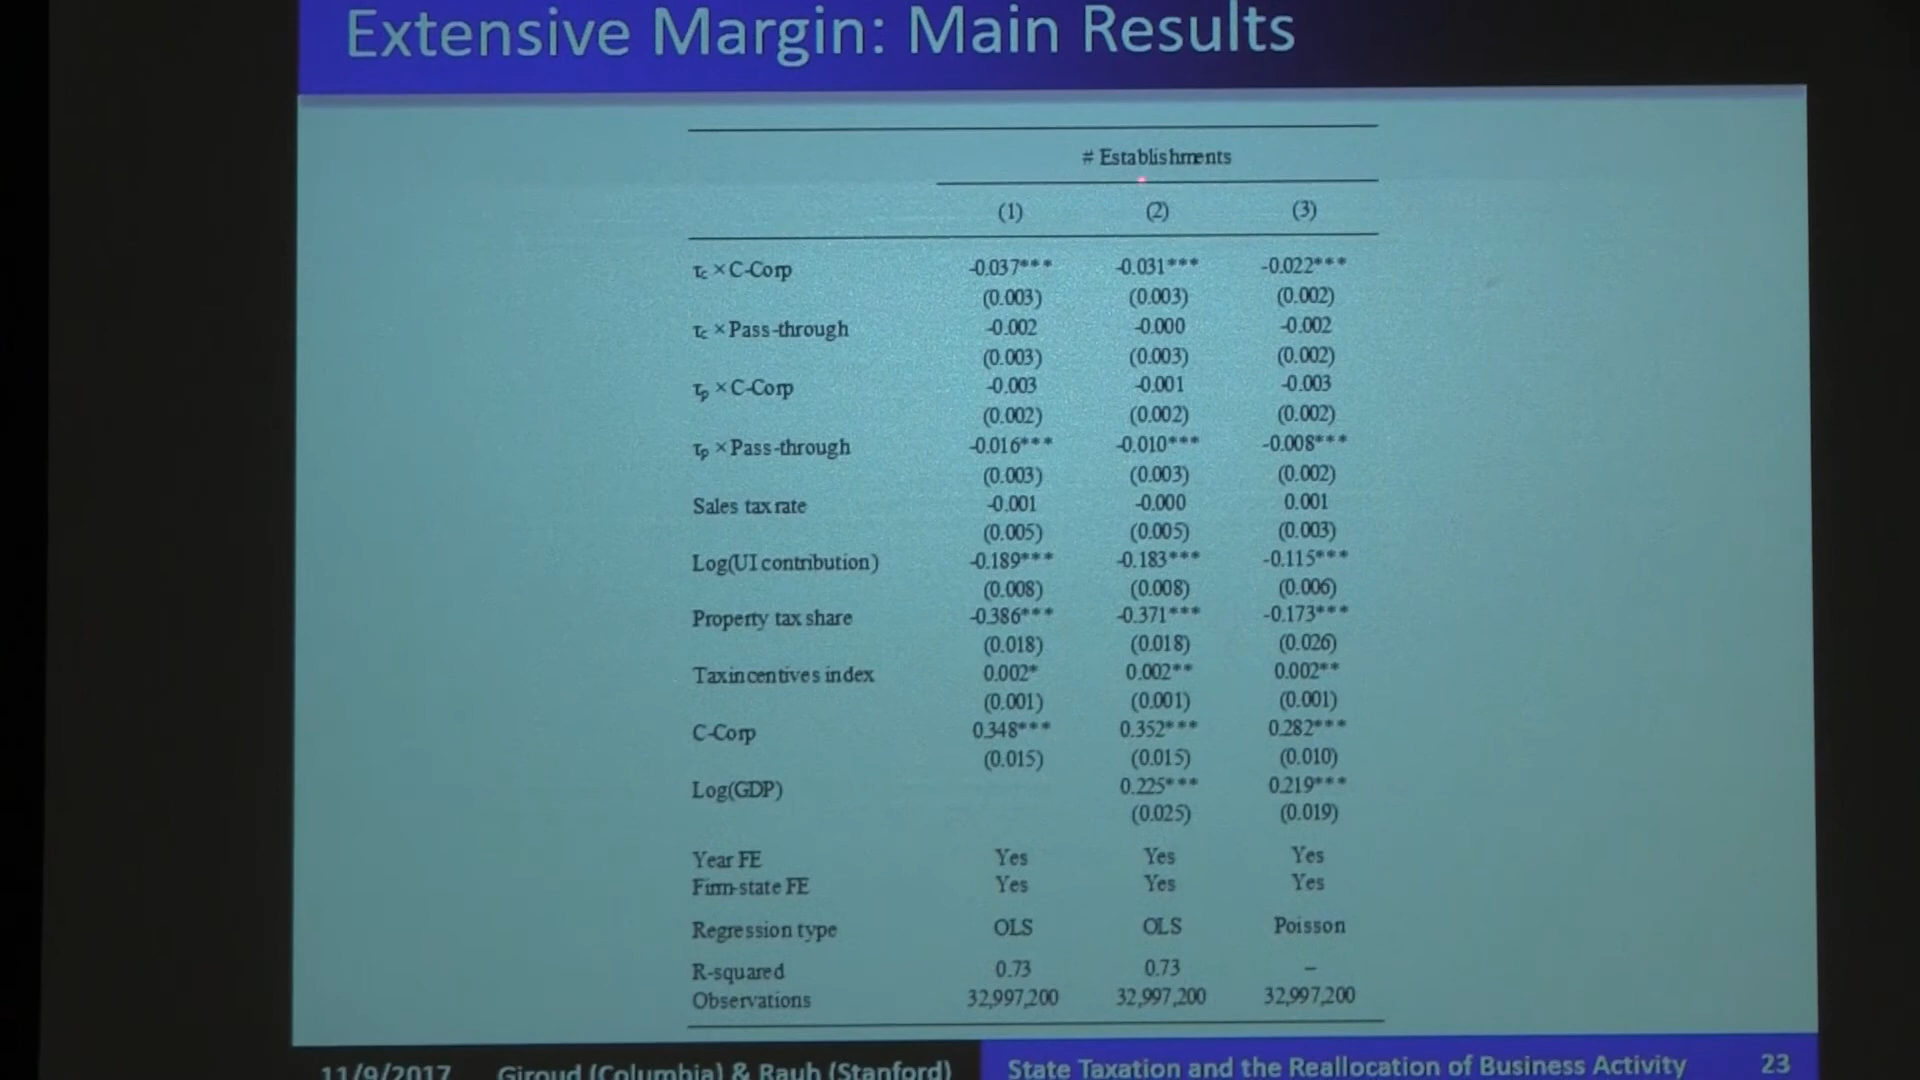 Extensive Margin: Main Results
# Establishments
(1) (2) (3)
τc × C-Corp -0.037*** -0.031*** -0.022***
(0.003) (0.003) (0.002)
τc × Pass-through -0.002 -0.000 -0.002
(0.003) (0.003) (0.002)
τp × C-Corp -0.003 -0.001 -0.003
(0.002) (0.002) (0.002)
τp × Pass-through -0.016*** -0.010*** -0.008***
(0.003) (0.003) (0.002)
Sales tax rate -0.001 -0.000 0.001
(0.005) (0.005) (0.003)
Log(UI contribution) -0.189*** -0.183*** -0.115***
(0.008) (0.008) (0.006)
Property tax share -0.386*** -0.371*** -0.173***
(0.018) (0.018) (0.026)
Tax incentives index 0.002* 0.002** 0.002**
(0.001) (0.001) (0.001)
C-Corp 0.348*** 0.352*** 0.282***
(0.015) (0.015) (0.010)
Log(GDP) 0.225*** 0.219***
(0.025) (0.019)
Year FE Yes Yes Yes
Firm-state FE Yes Yes Yes
Regression type OLS OLS Poisson
R-squared 0.73 0.73 –
Observations 32,997,200 32,997,200 32,997,200
11/9/2017 Giroud (Columbia) & Rauh (Stanford) State Taxation and the Reallocation of Business Activity 23